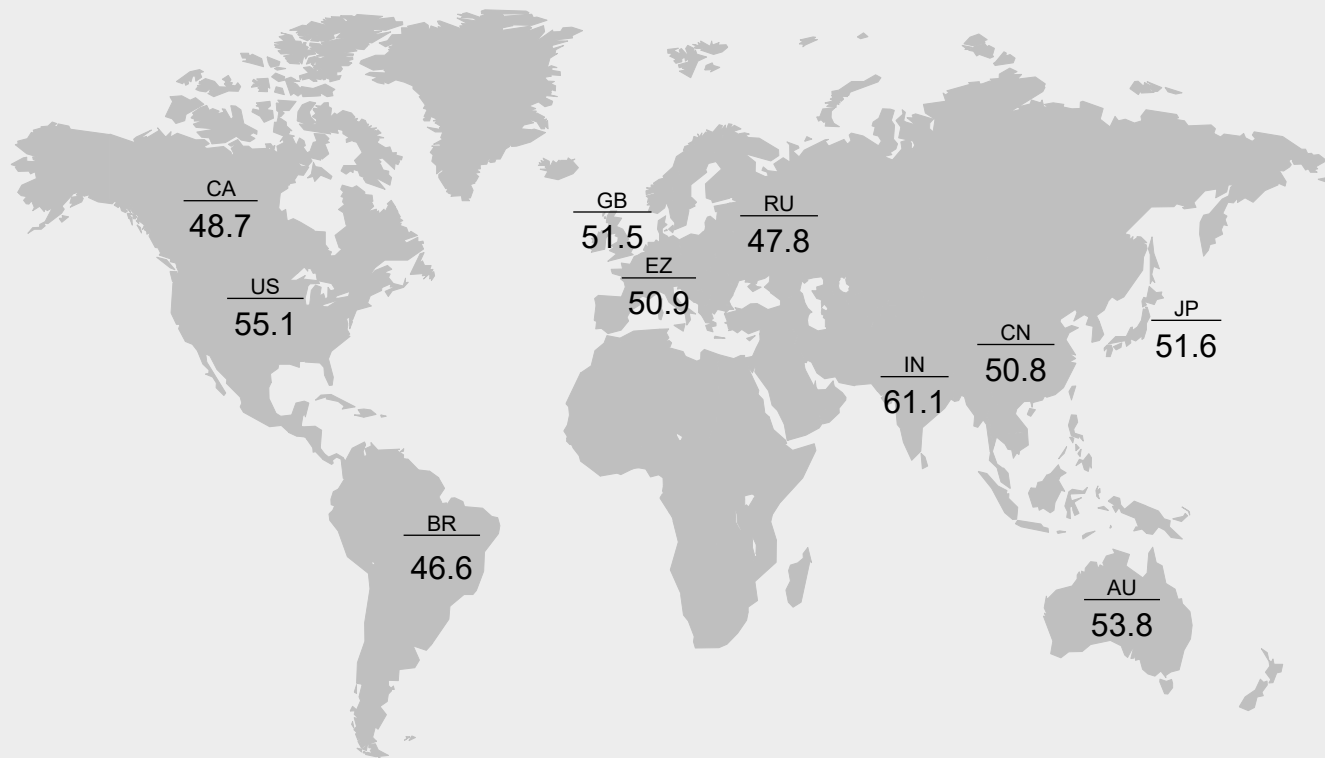 CA
48.7
GB
51.5
RU
47.8
EZ
50.9
US
55.1
JP
51.6
CN
50.8
IN
61.1
BR
46.6
AU
53.8